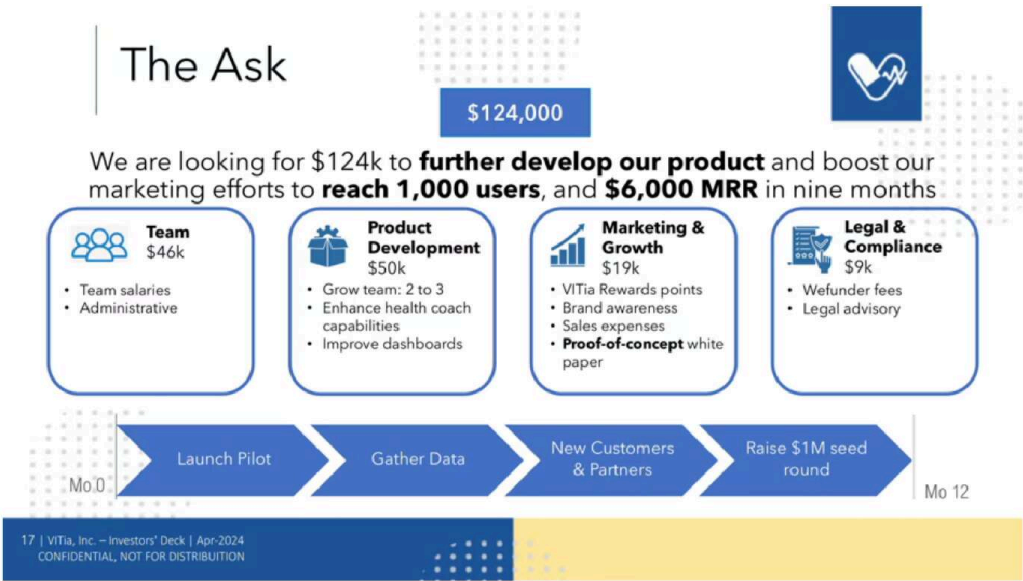 The Ask
$124,000
We are looking for $124k to further develop our product and boost our
marketing efforts to reach 1,000 users, and $6,000 MRR in nine months
Team
$46k
• Team salaries
• Administrative
Product
Development
$50k
• Grow team: 2 to 3
• Enhance health coach
capabilities
• Improve dashboards
Marketing &
Growth
$19k
• VITia Rewards points
• Brand awareness
• Sales expenses
• Proof-of-concept white
paper
Legal &
Compliance
$9k
• Wefunder fees
• Legal advisory
Mo 0
Launch Pilot
Gather Data
New Customers
& Partners
Raise $1M seed
round
Mo 12
17 | VITia, Inc. – Investors' Deck | Apr-2024
CONFIDENTIAL, NOT FOR DISTRIBUITION